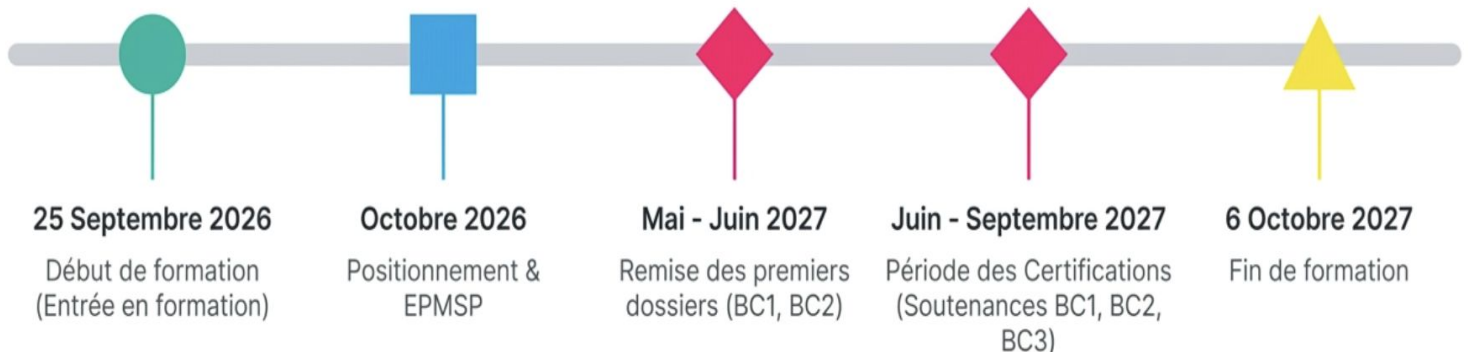 25 Septembre 2026
Début de formation
(Entrée en formation)
Octobre 2026
Positionnement &
EPMSP
Mai - Juin 2027
Remise des premiers
dossiers (BC1, BC2)
Juin - Septembre 2027
Période des Certifications
(Soutenances BC1, BC2,
BC3)
6 Octobre 2027
Fin de formation